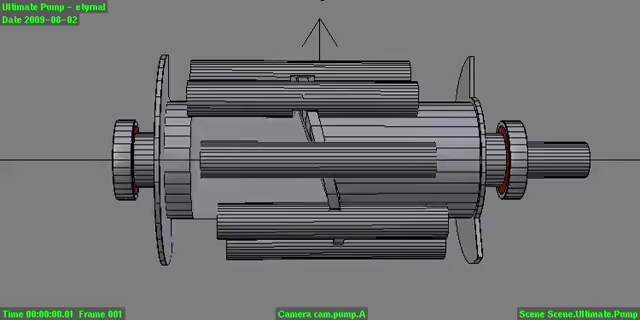 Ultimate Pump - etyrnal
Date 2009-08-02
Time 00:00:00.01 Frame 001
Camera cam.pump.A
Scene Scene.Ultimate.Pump